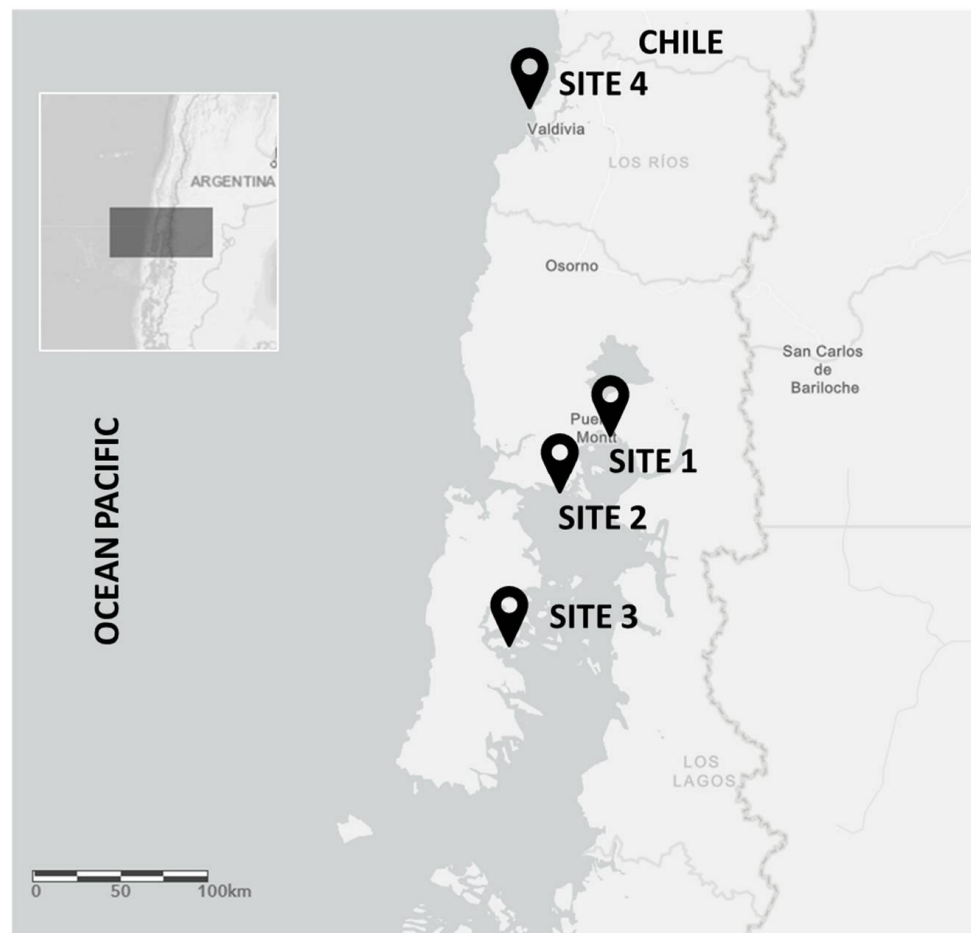 CHILE
SITE 4
Valdivia
LOS RÍOS
ARGENTINA
Osorno
San Carlos
de
Bariloche
Montt
SITE 1
SITE 2
OCEAN PACIFIC
SITE 3
LOS
LAGOS
0 50 100km